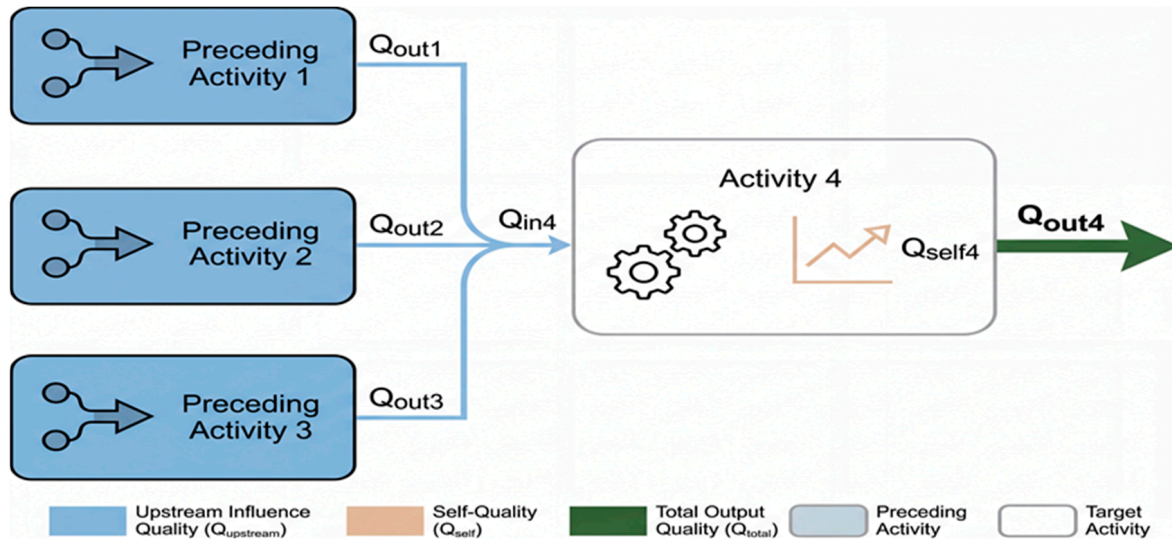 Preceding
Activity 1
Qout1
Preceding
Activity 2
Qout2
Qin4
Activity 4
Qself4
Qout4
Preceding
Activity 3
Qout3
Upstream Influence
Quality (Qupstream)
Self-Quality
(Qself)
Total Output
Quality (Qtotal)
Preceding
Activity
Target
Activity